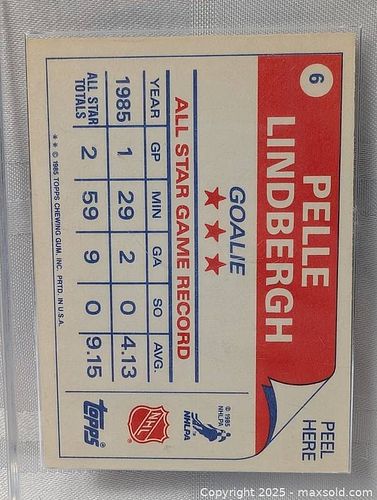 6
PELLE
LINDBERGH
PEEL
HERE
GOALIE
★ ★ ★
ALL STAR GAME RECORD
YEAR GP MIN GA SO AVG.
1985 1 29 2 0 4.13
ALL STAR
TOTALS 2 59 9 0 9.15
© 1985
NHLPA
NHLPA
NHL
topps®
** © 1985 TOPPS CHEWING GUM, INC. PRTD. IN U.S.A.
Copyright © 2025 - maxsold.com